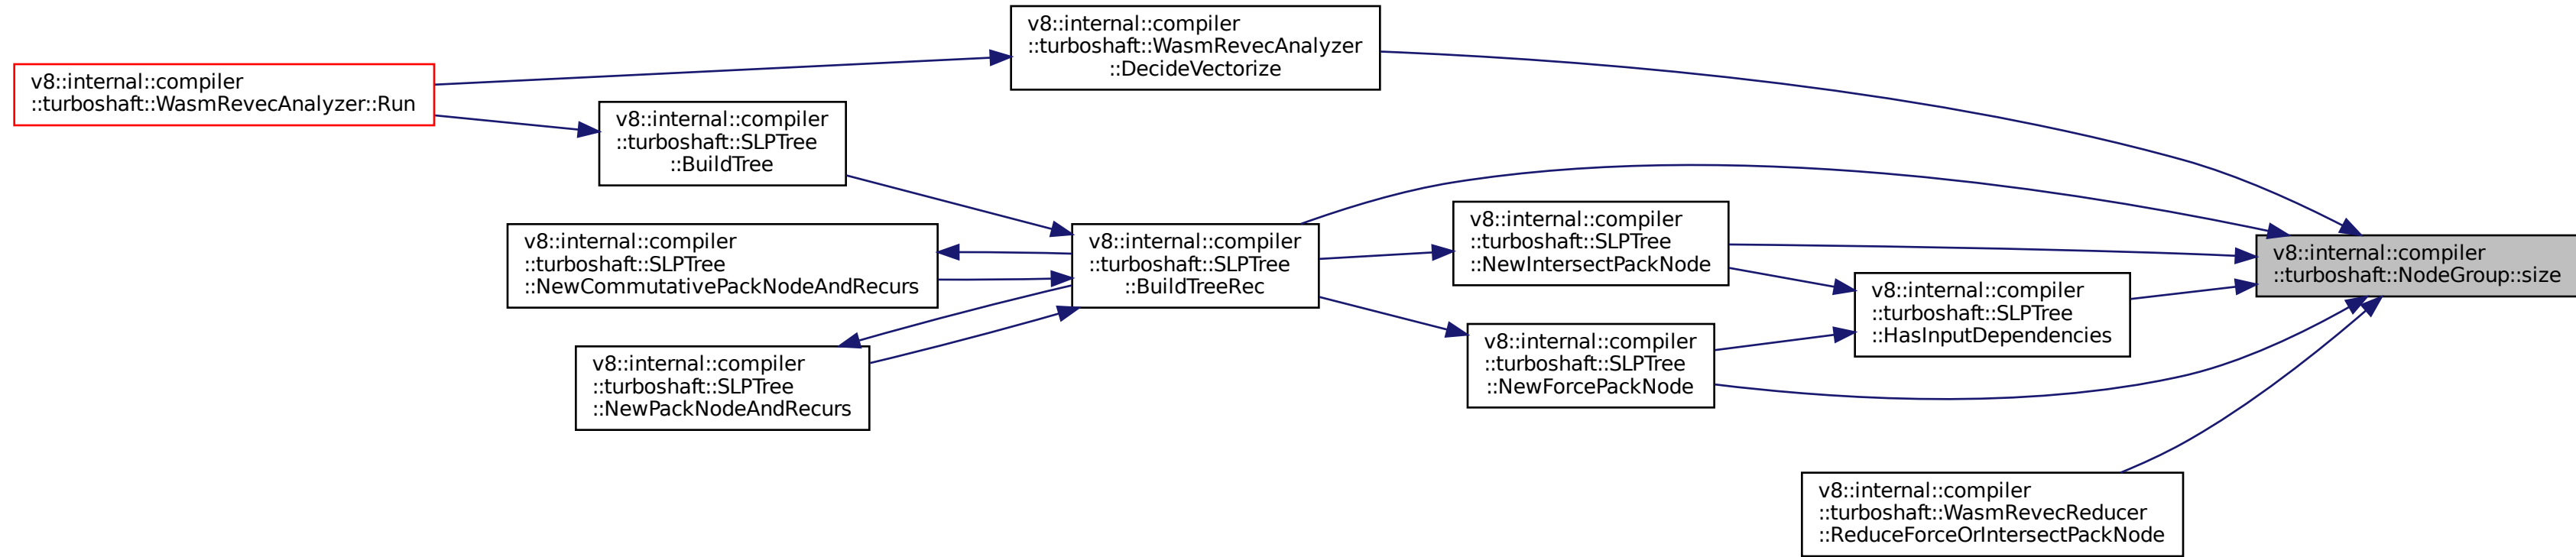 v8::internal::compiler
::turboshaft::WasmRevecAnalyzer
::DecideVectorize
v8::internal::compiler
::turboshaft::WasmRevecAnalyzer::Run
v8::internal::compiler
::turboshaft::SLPTree
::BuildTree
v8::internal::compiler
::turboshaft::SLPTree
::NewCommutativePackNodeAndRecurs
v8::internal::compiler
::turboshaft::SLPTree
::BuildTreeRec
v8::internal::compiler
::turboshaft::SLPTree
::NewIntersectPackNode
v8::internal::compiler
::turboshaft::NodeGroup::size
v8::internal::compiler
::turboshaft::SLPTree
::HasInputDependencies
v8::internal::compiler
::turboshaft::SLPTree
::NewForcePackNode
v8::internal::compiler
::turboshaft::SLPTree
::NewPackNodeAndRecurs
v8::internal::compiler
::turboshaft::WasmRevecReducer
::ReduceForceOrIntersectPackNode